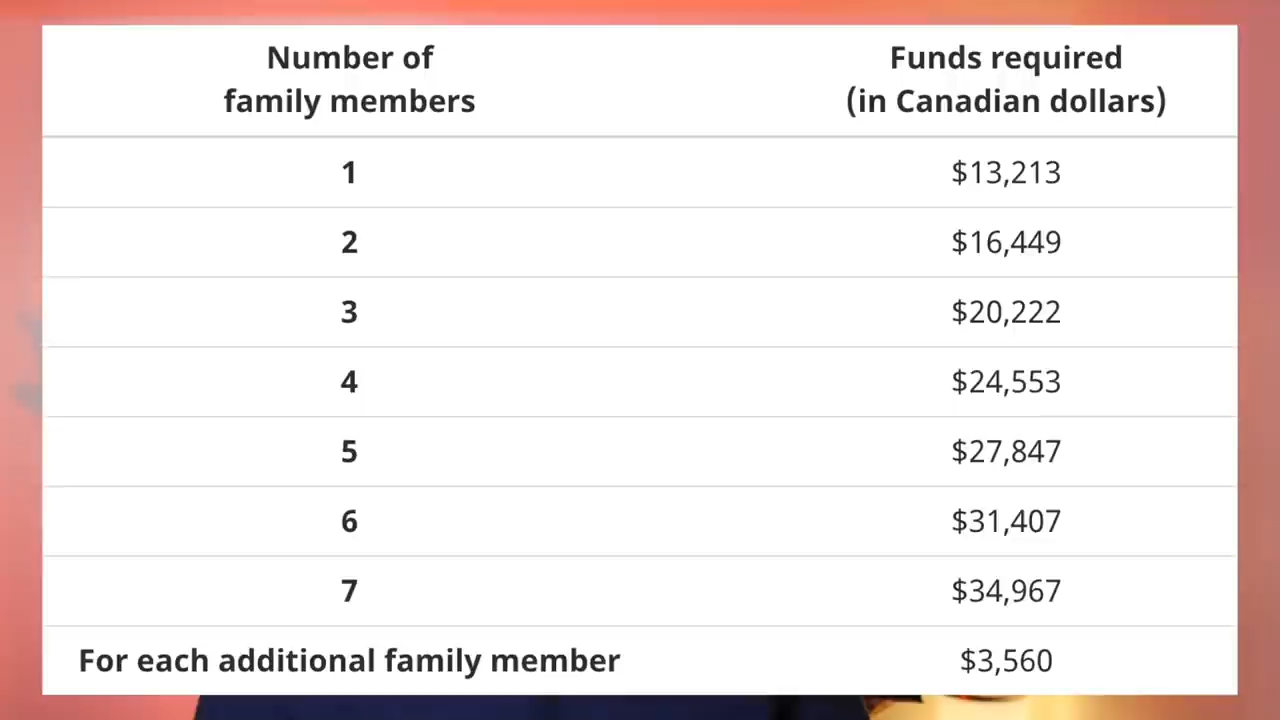 Number of
family members
Funds required
(in Canadian dollars)
1 $13,213
2 $16,449
3 $20,222
4 $24,553
5 $27,847
6 $31,407
7 $34,967
For each additional family member $3,560